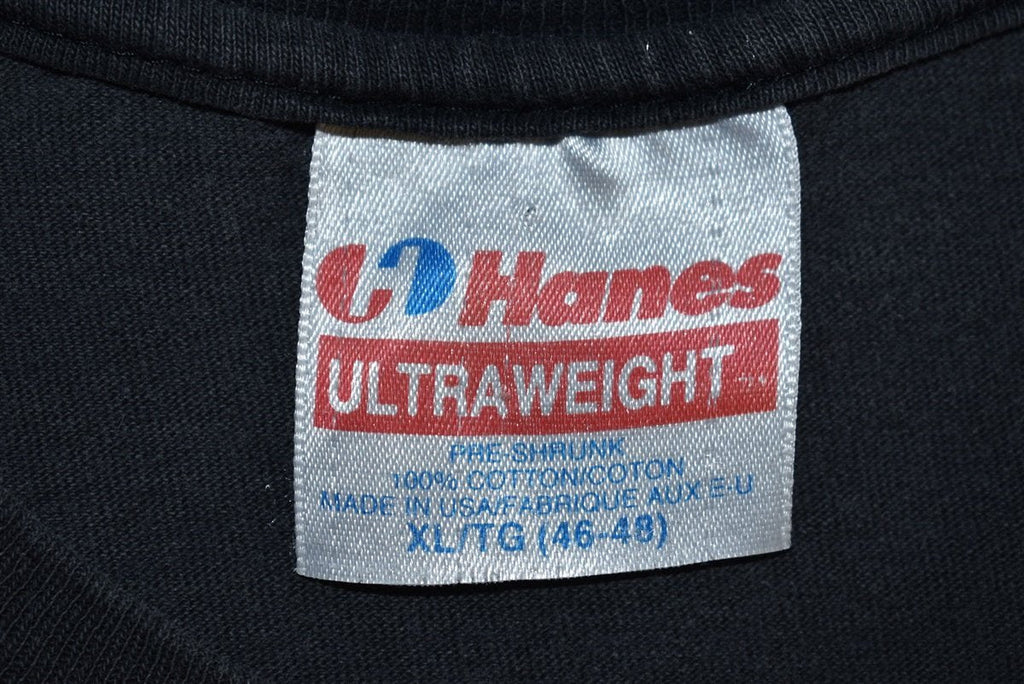 Hanes
ULTRAWEIGHT
PRE-SHRUNK
100% COTTON/COTON
MADE IN USA/FABRIQUE AUX E-U
XL/TG (46-48)